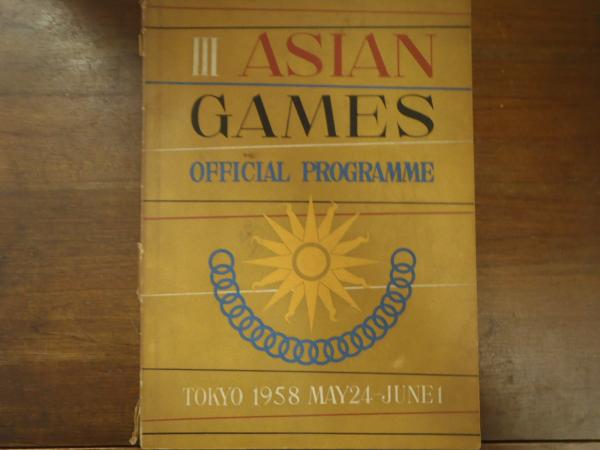 III ASIAN
GAMES
OFFICIAL PROGRAMME
TOKYO 1958 MAY24-JUNE1